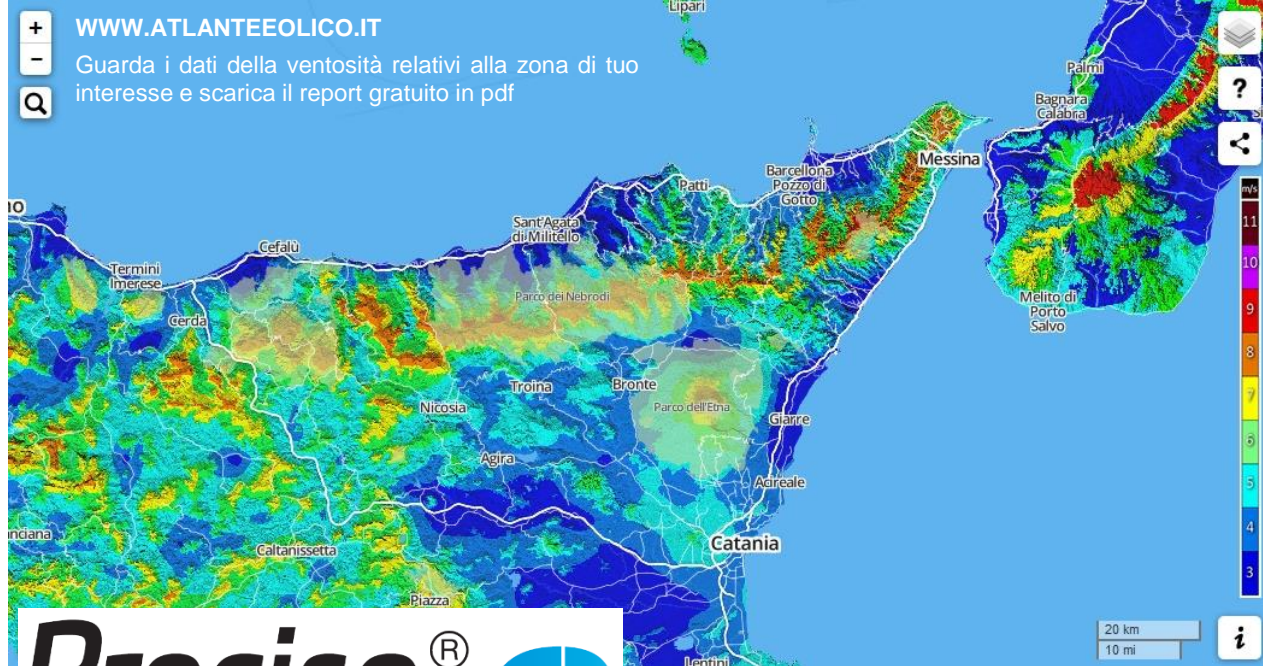 +
−
WWW.ATLANTEEOLICO.IT
Guarda i dati della ventosità relativi alla zona di tuo
interesse e scarica il report gratuito in pdf
Lipari
Palmi
?
Bagnara
Calabra
Messina
Barcellona
Pozzo di
Gotto
Patti
m/s
11
10
9
8
7
6
5
4
3
Sant'Agata
di Militello
Cefalù
Termini
Imerese
Parco dei Nebrodi
Melito di
Porto
Salvo
Cerda
Troina
Bronte
Nicosia
Parco dell'Etna
Giarre
Agira
Acireale
Catania
Caltanissetta
Piazza
20 km
10 mi
i
Preciso®
Lentini